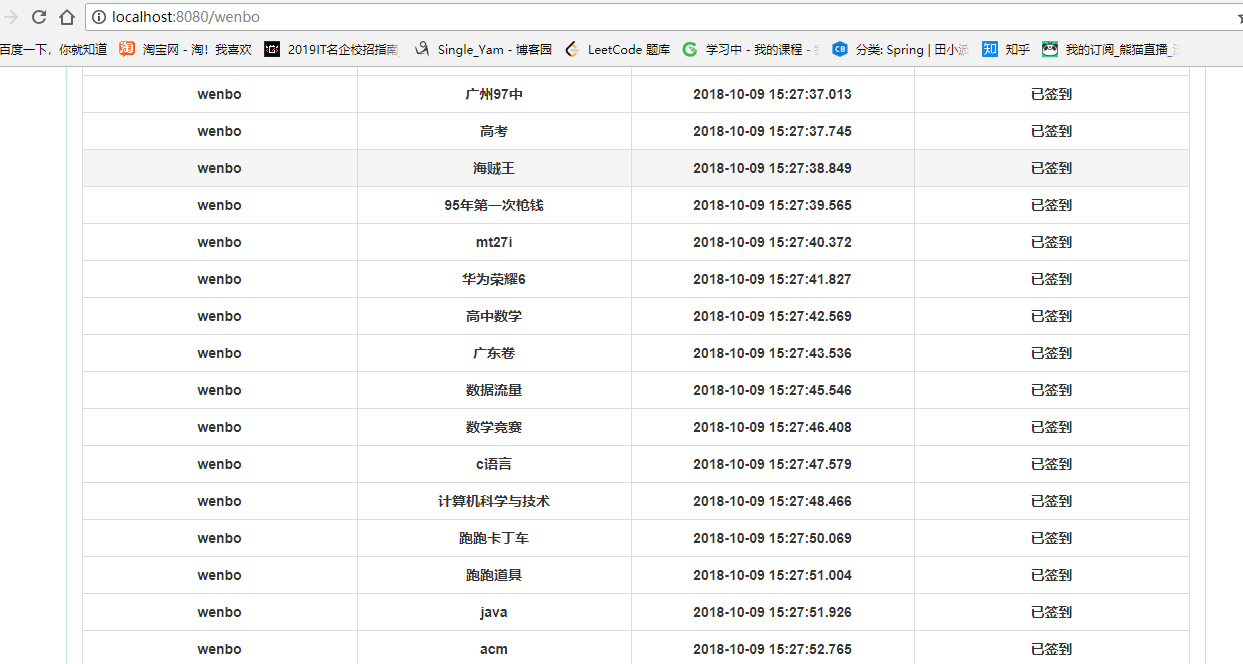 localhost:8080/wenbo
百度一下，你就知道 淘宝网 - 淘！我喜欢 2019IT名企校招指南 Single_Yam - 博客园 LeetCode 题库 学习中 - 我的课程 - 分类: Spring | 田小 知乎 我的订阅_熊猫直播_
wenbo 广州97中 2018-10-09 15:27:37.013 已签到
wenbo 高考 2018-10-09 15:27:37.745 已签到
wenbo 海贼王 2018-10-09 15:27:38.849 已签到
wenbo 95年第一次枪钱 2018-10-09 15:27:39.565 已签到
wenbo mt27i 2018-10-09 15:27:40.372 已签到
wenbo 华为荣耀6 2018-10-09 15:27:41.827 已签到
wenbo 高中数学 2018-10-09 15:27:42.569 已签到
wenbo 广东卷 2018-10-09 15:27:43.536 已签到
wenbo 数据流量 2018-10-09 15:27:45.546 已签到
wenbo 数学竞赛 2018-10-09 15:27:46.408 已签到
wenbo c语言 2018-10-09 15:27:47.579 已签到
wenbo 计算机科学与技术 2018-10-09 15:27:48.466 已签到
wenbo 跑跑卡丁车 2018-10-09 15:27:50.069 已签到
wenbo 跑跑道具 2018-10-09 15:27:51.004 已签到
wenbo java 2018-10-09 15:27:51.926 已签到
wenbo acm 2018-10-09 15:27:52.765 已签到